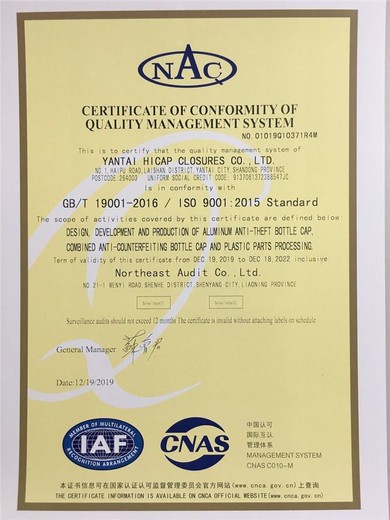 NAC
CERTIFICATE OF CONFORMITY OF
QUALITY MANAGEMENT SYSTEM
NO. 01019Q10371R4M
This is to certify that the quality management system of
YANTAI HICAP CLOSURES CO., LTD.
NO.1, HAIPU ROAD, LAISHAN DISTRICT, YANTAI CITY, SHANDONG PROVINCE
POSTCODE:264003 UNIFORM SOCIAL CREDIT CODE:
Is in conformity with
GB/T 19001-2016 / ISO 9001:2015 Standard
The scope of activities covered by this certificate are defined below
DESIGN, DEVELOPMENT AND PRODUCTION OF ALUMINUM ANTI-THEFT BOTTLE CAP,
COMBINED ANTI-COUNTERFEITING BOTTLE CAP AND PLASTIC PARTS PROCESSING.
Term of validity of this certificate from DEC 19, 2019 to DEC 18, 2022 inclusive
Northeast Audit Co., Ltd.
NO. 21-1 WENYI ROAD, SHENHE DISTRICT, SHENYANG CITY, LIAONING PROVINCE
Surveillance audits should not exceed 12 months The certificate is invalid without attaching labels on schedule
General Manager
Date:12/19/2019
MEMBER OF MULTILATERAL
IAF
RECOGNITION ARRANGEMENT
CNAS
中国认可
国际互认
管理体系
MANAGEMENT SYSTEM
CNAS C010-M
本证书信息可在国家认证认可监督管理委员会官方网站(www.cnca.gov.cn)上查询
THE CERTIFICATE INFORMATION IS AVAILABLE ON CNCA OFFICIAL WEBSITE(www.cnca.gov.cn)